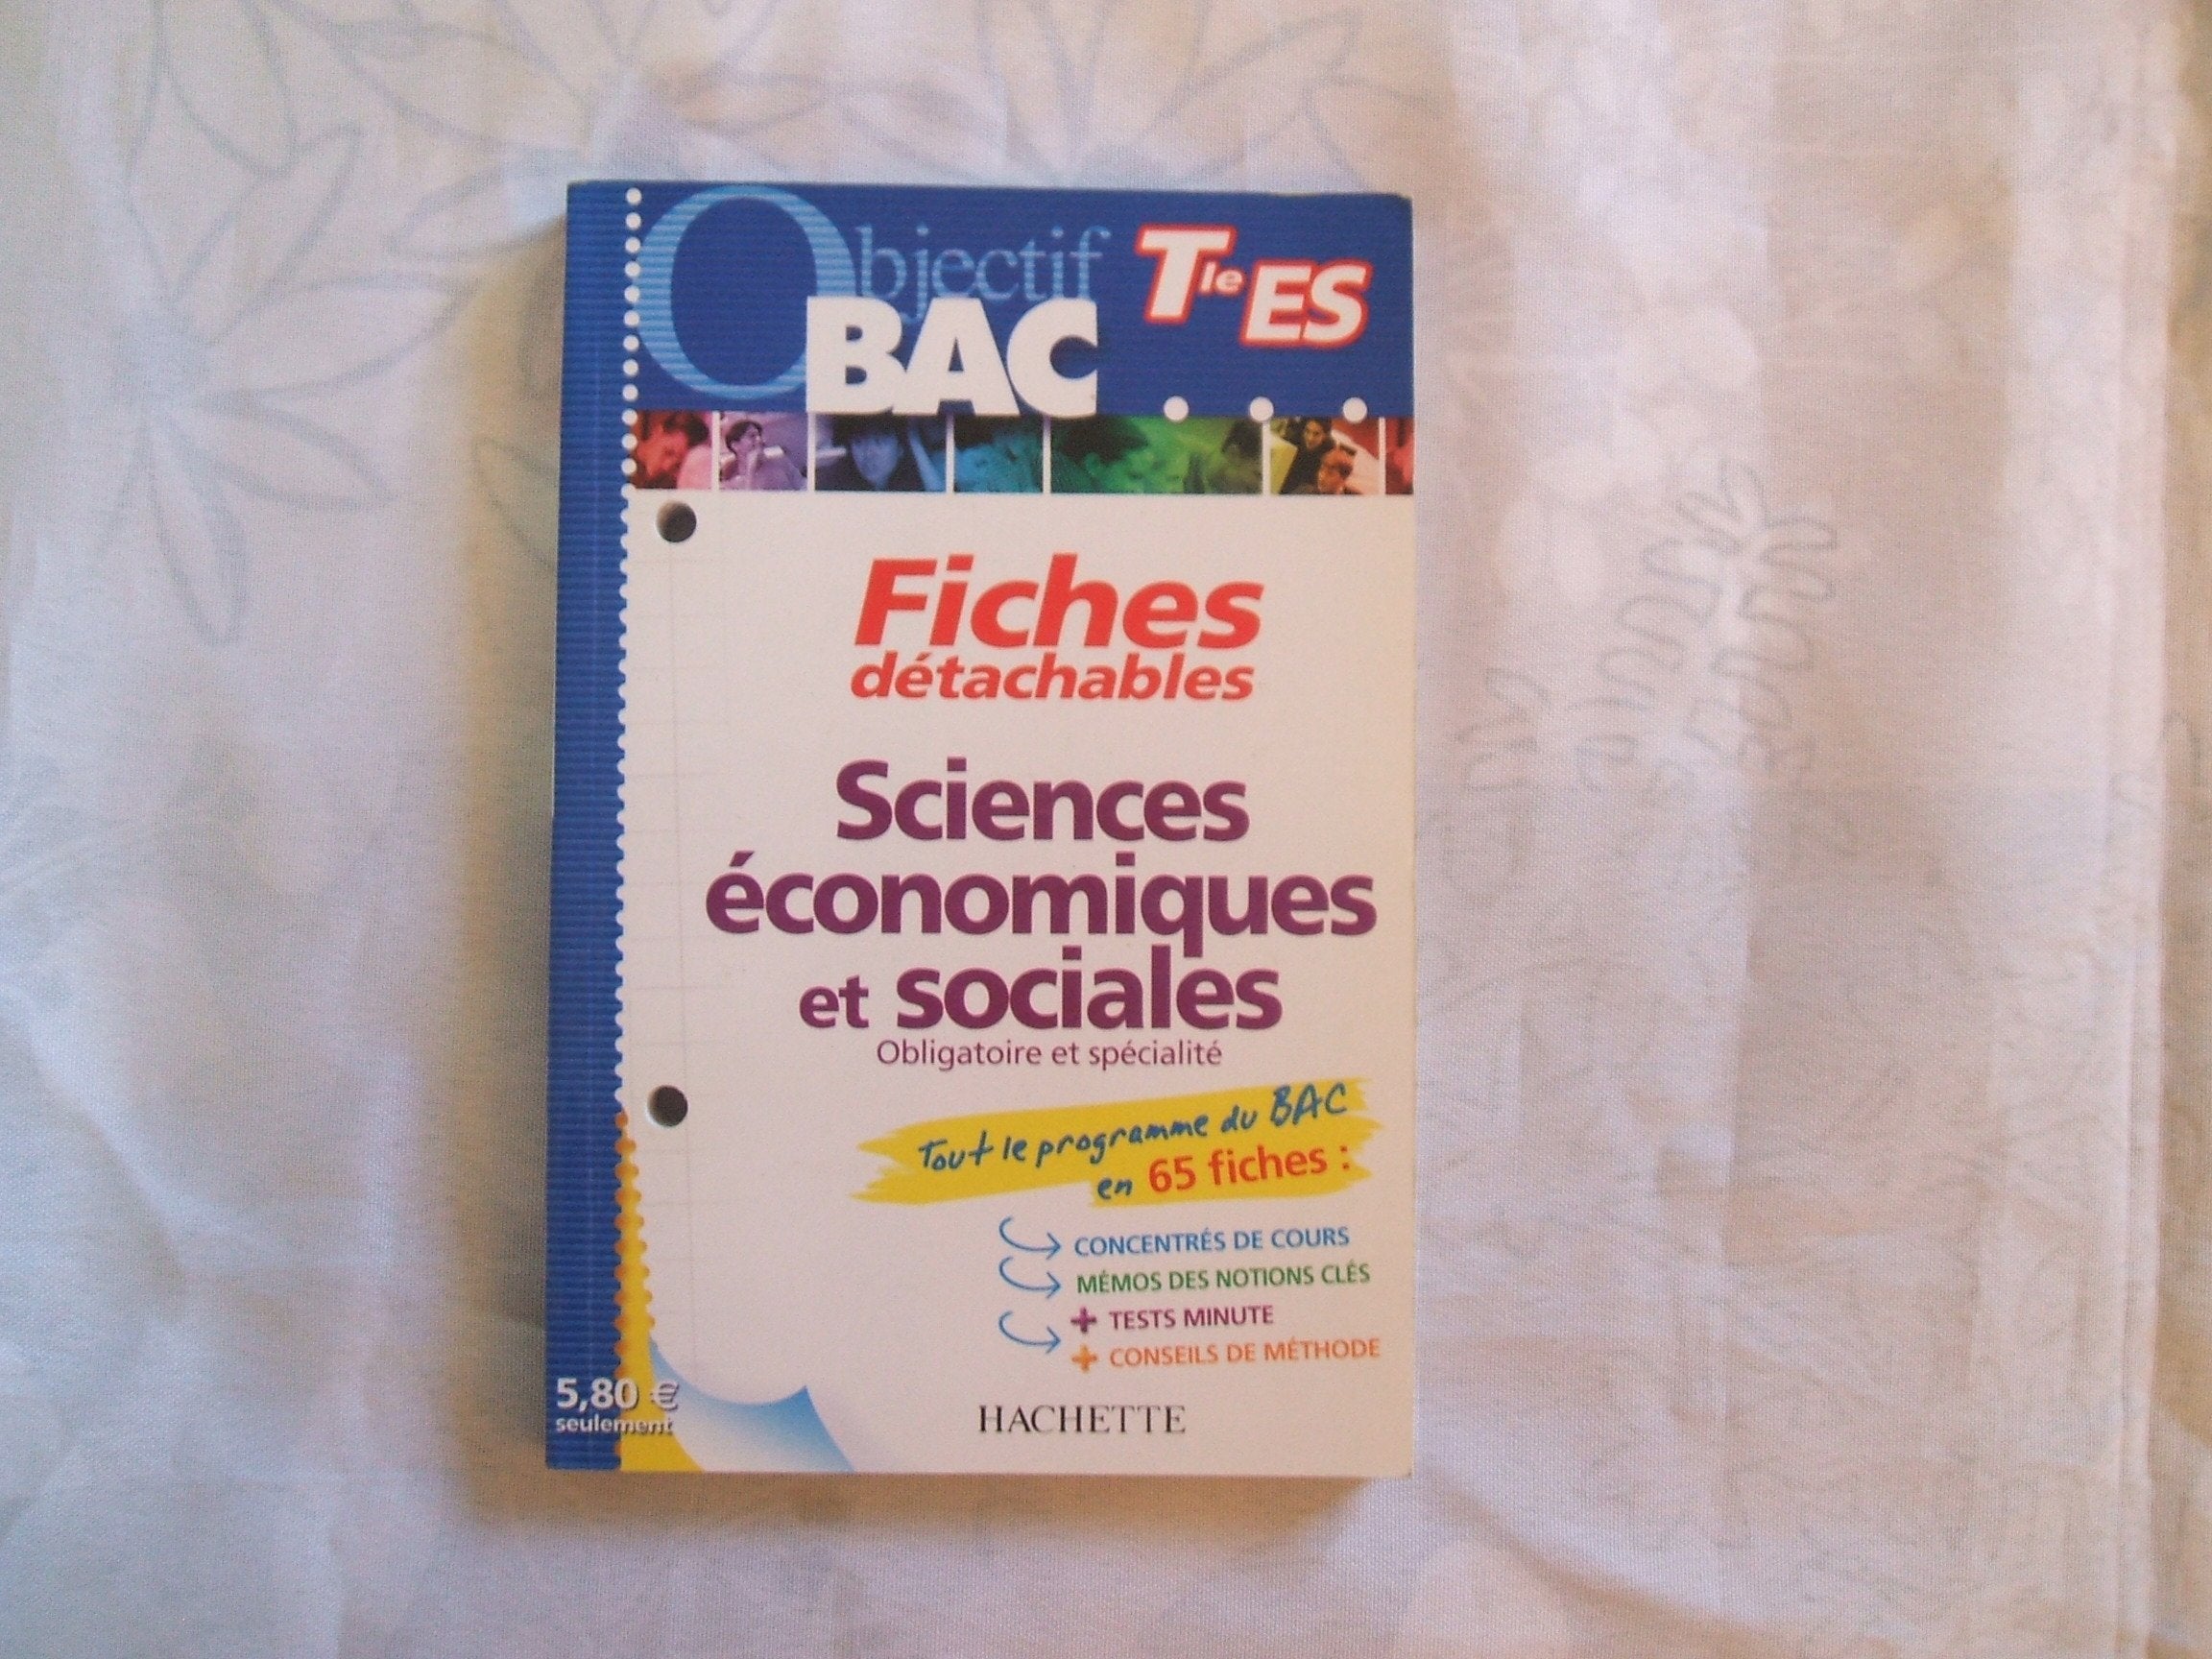 Objectif
BAC
Tle ES
Fiches
détachables
Sciences
économiques
et sociales
Obligatoire et spécialité
Tout le programme du BAC
en 65 fiches :
CONCENTRÉS DE COURS
MÉMOS DES NOTIONS CLÉS
+ TESTS MINUTE
+ CONSEILS DE MÉTHODE
5,80 €
seulement
HACHETTE